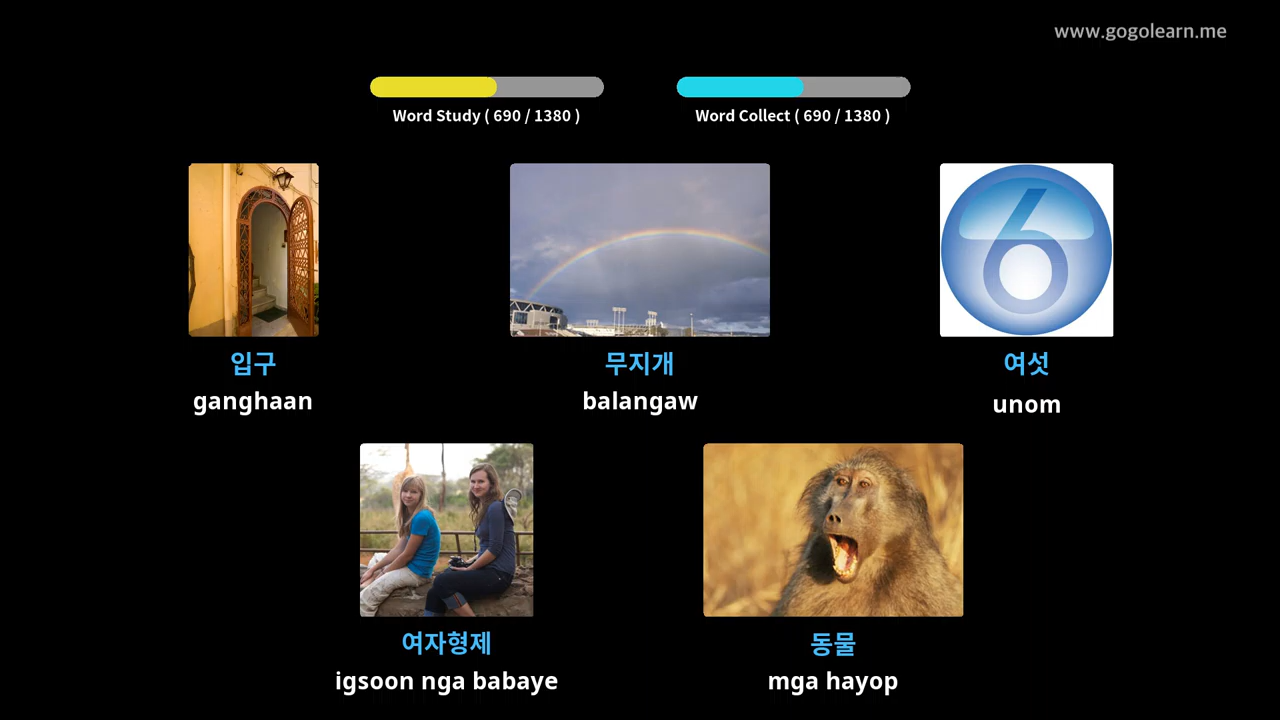 www.gogolearn.me
Word Study ( 690 / 1380 )
Word Collect ( 690 / 1380 )
입구
ganghaan
무지개
balangaw
6
여섯
unom
여자형제
igsoon nga babaye
동물
mga hayop